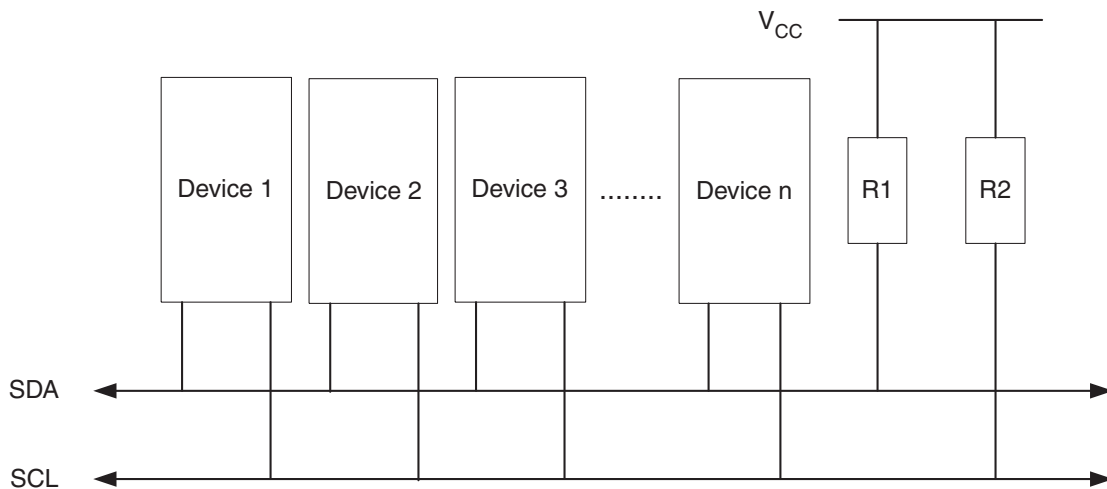 VCC
Device 1
Device 2
Device 3
........
Device n
R1
R2
SDA
SCL